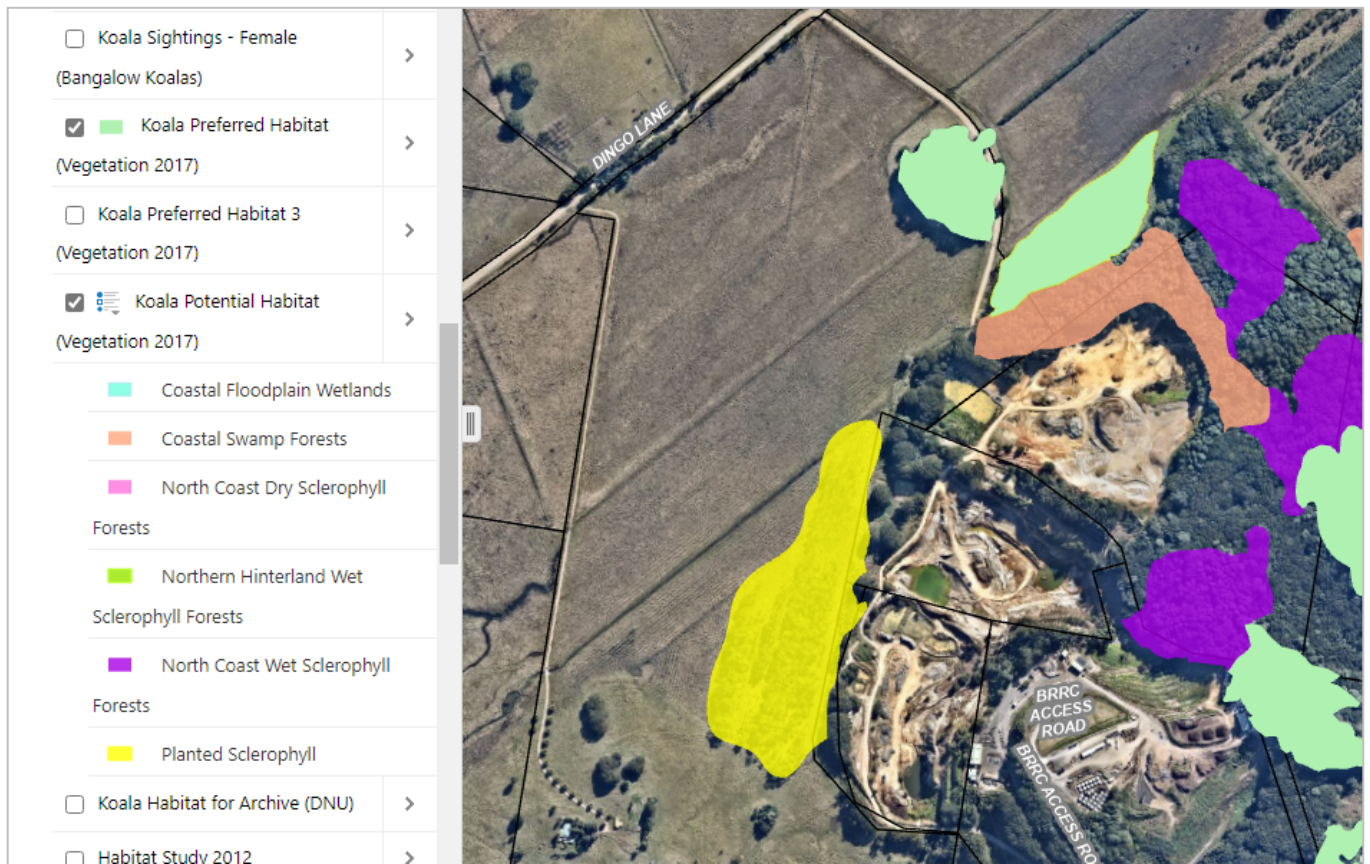 Koala Sightings - Female
(Bangalow Koalas)
Koala Preferred Habitat
(Vegetation 2017)
Koala Preferred Habitat 3
(Vegetation 2017)
Koala Potential Habitat
(Vegetation 2017)
Coastal Floodplain Wetlands
Coastal Swamp Forests
North Coast Dry Sclerophyll
Forests
Northern Hinterland Wet
Sclerophyll Forests
North Coast Wet Sclerophyll
Forests
Planted Sclerophyll
Koala Habitat for Archive (DNU)
Habitat Study 2012
DINGO LANE
BRRC
ACCESS
ROAD
BRRC ACCESS RO